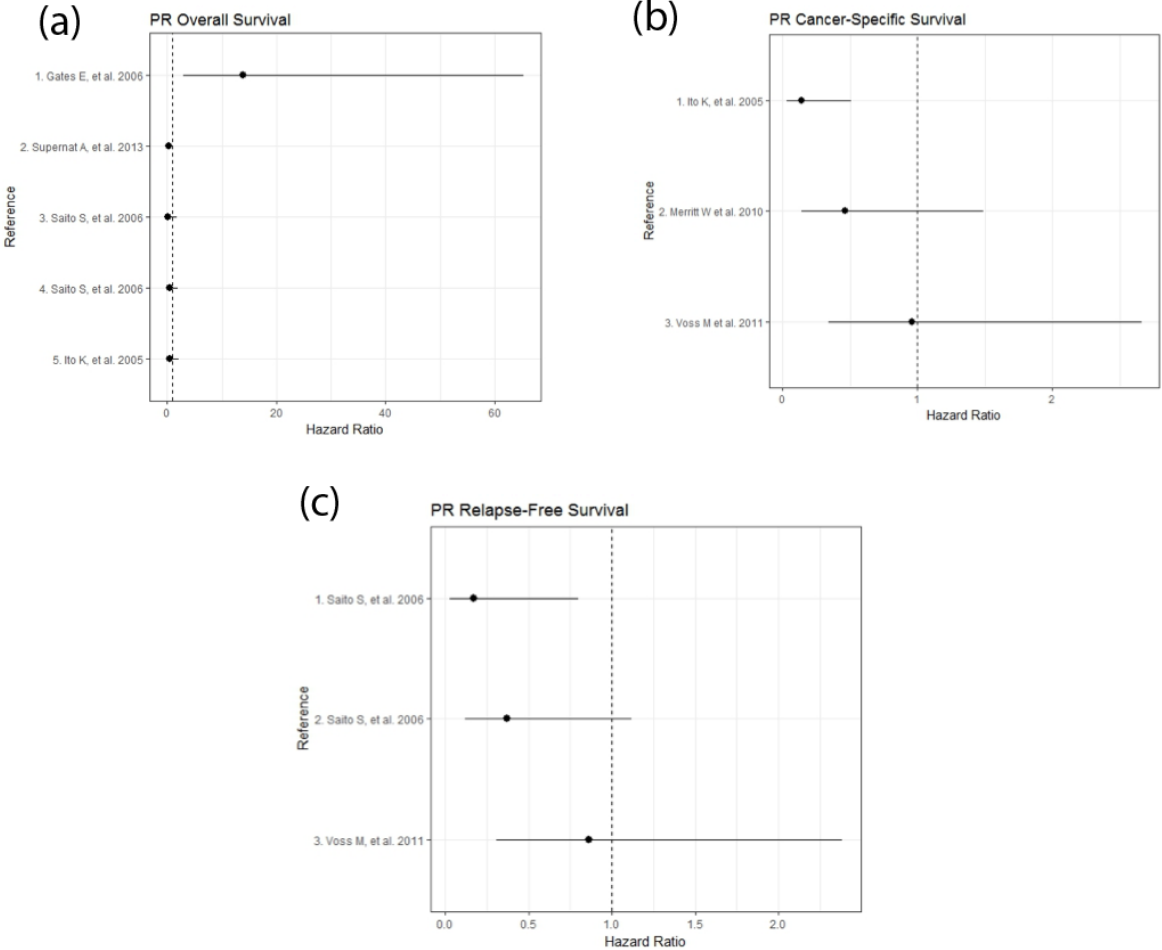 (a)
PR Overall Survival
Reference
1. Gates E, et al. 2006
2. Supernat A, et al. 2013
3. Saito S, et al. 2006
4. Saito S, et al. 2006
5. Ito K, et al. 2005
0 20 40 60
Hazard Ratio
(b)
PR Cancer-Specific Survival
Reference
1. Ito K, et al. 2005
2. Merritt W et al. 2010
3. Voss M et al. 2011
0 1 2
Hazard Ratio
(c)
PR Relapse-Free Survival
Reference
1. Saito S, et al. 2006
2. Saito S, et al. 2006
3. Voss M, et al. 2011
0.0 0.5 1.0 1.5 2.0
Hazard Ratio